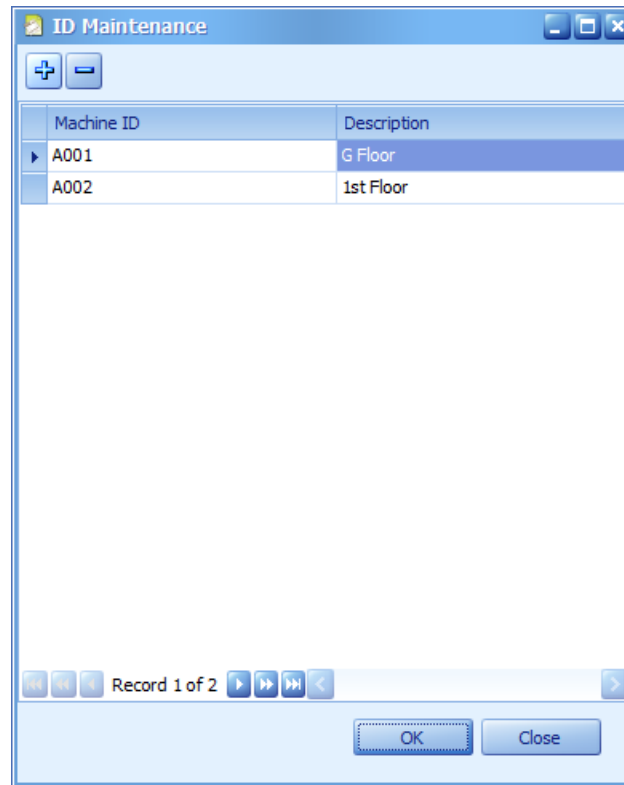 ID Maintenance
Machine ID Description
A001 G Floor
A002 1st Floor
Record 1 of 2
OK Close